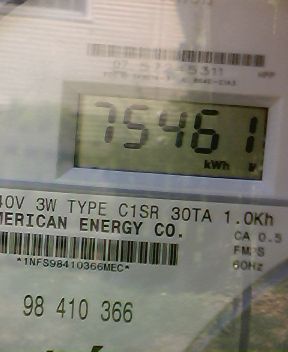 75461
kWh
40V 3W TYPE C1SR 30TA 1.0Kh
MERICAN ENERGY CO.
CA 0.5
*1NFS98410366MEC*
60Hz
98 410 366